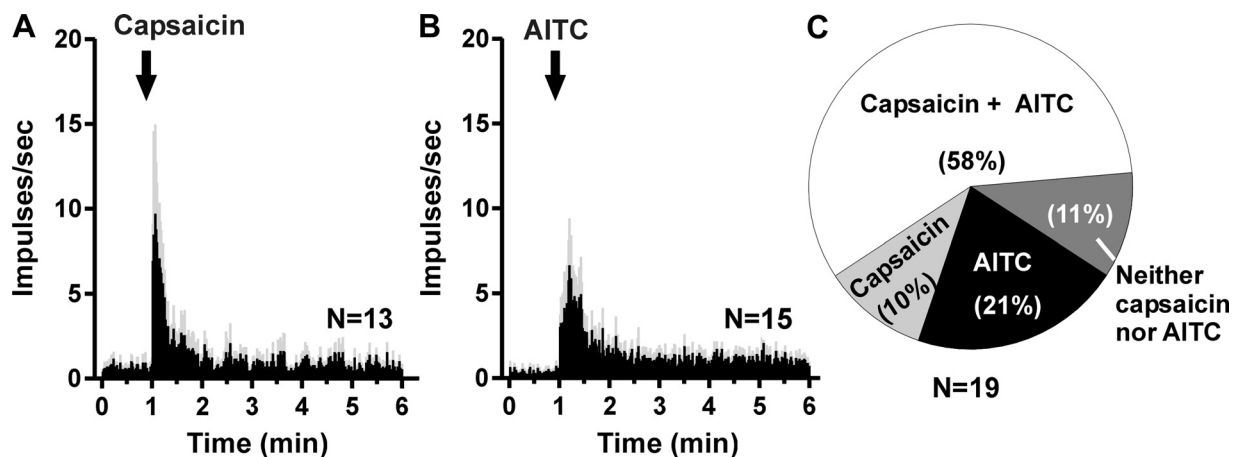 A
Capsaicin
20
15
10
5
0
Impulses/sec
N=13
0 1 2 3 4 5 6
Time (min)
B
AITC
20
15
10
5
0
Impulses/sec
N=15
0 1 2 3 4 5 6
Time (min)
C
Capsaicin + AITC
(58%)
(11%)
Capsaicin
(10%)
AITC
(21%)
Neither
capsaicin
nor AITC
N=19